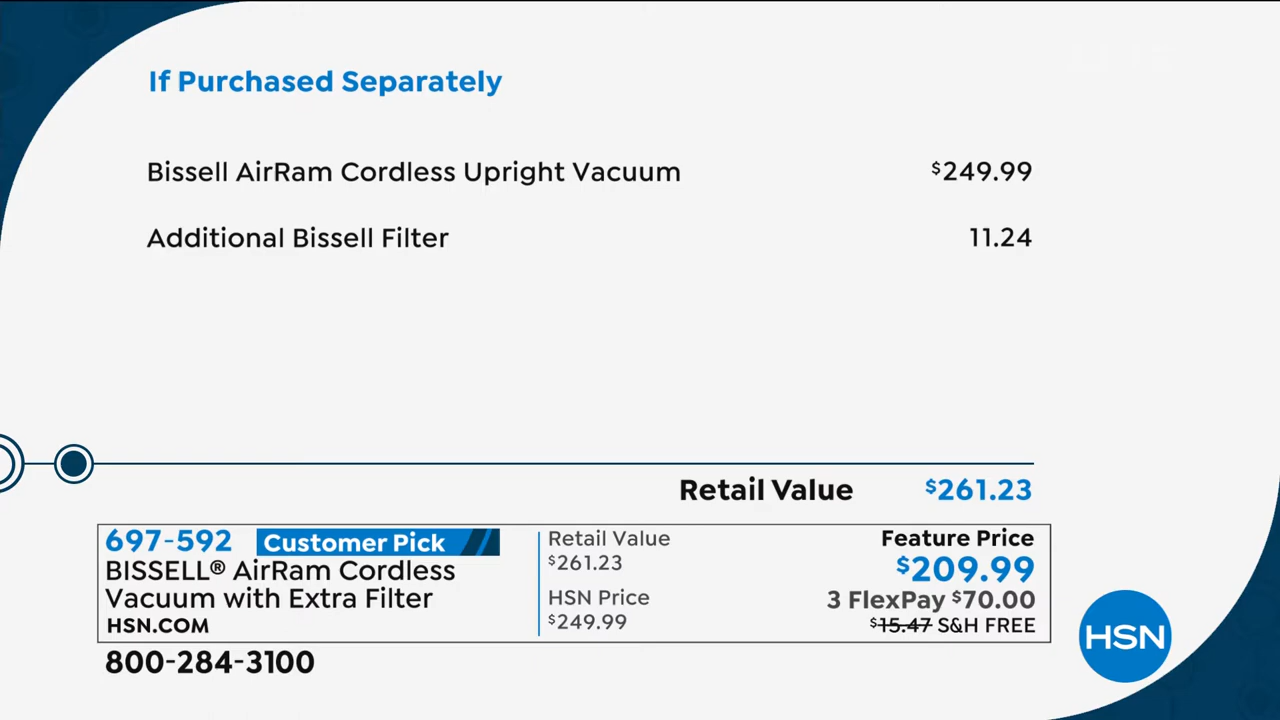 If Purchased Separately
Bissell AirRam Cordless Upright Vacuum $249.99
Additional Bissell Filter 11.24
Retail Value $261.23
697-592 Customer Pick
BISSELL® AirRam Cordless
Vacuum with Extra Filter
HSN.COM
Retail Value
$261.23
HSN Price
$249.99
Feature Price
$209.99
3 FlexPay $70.00
$15.47 S&H FREE
HSN
800-284-3100